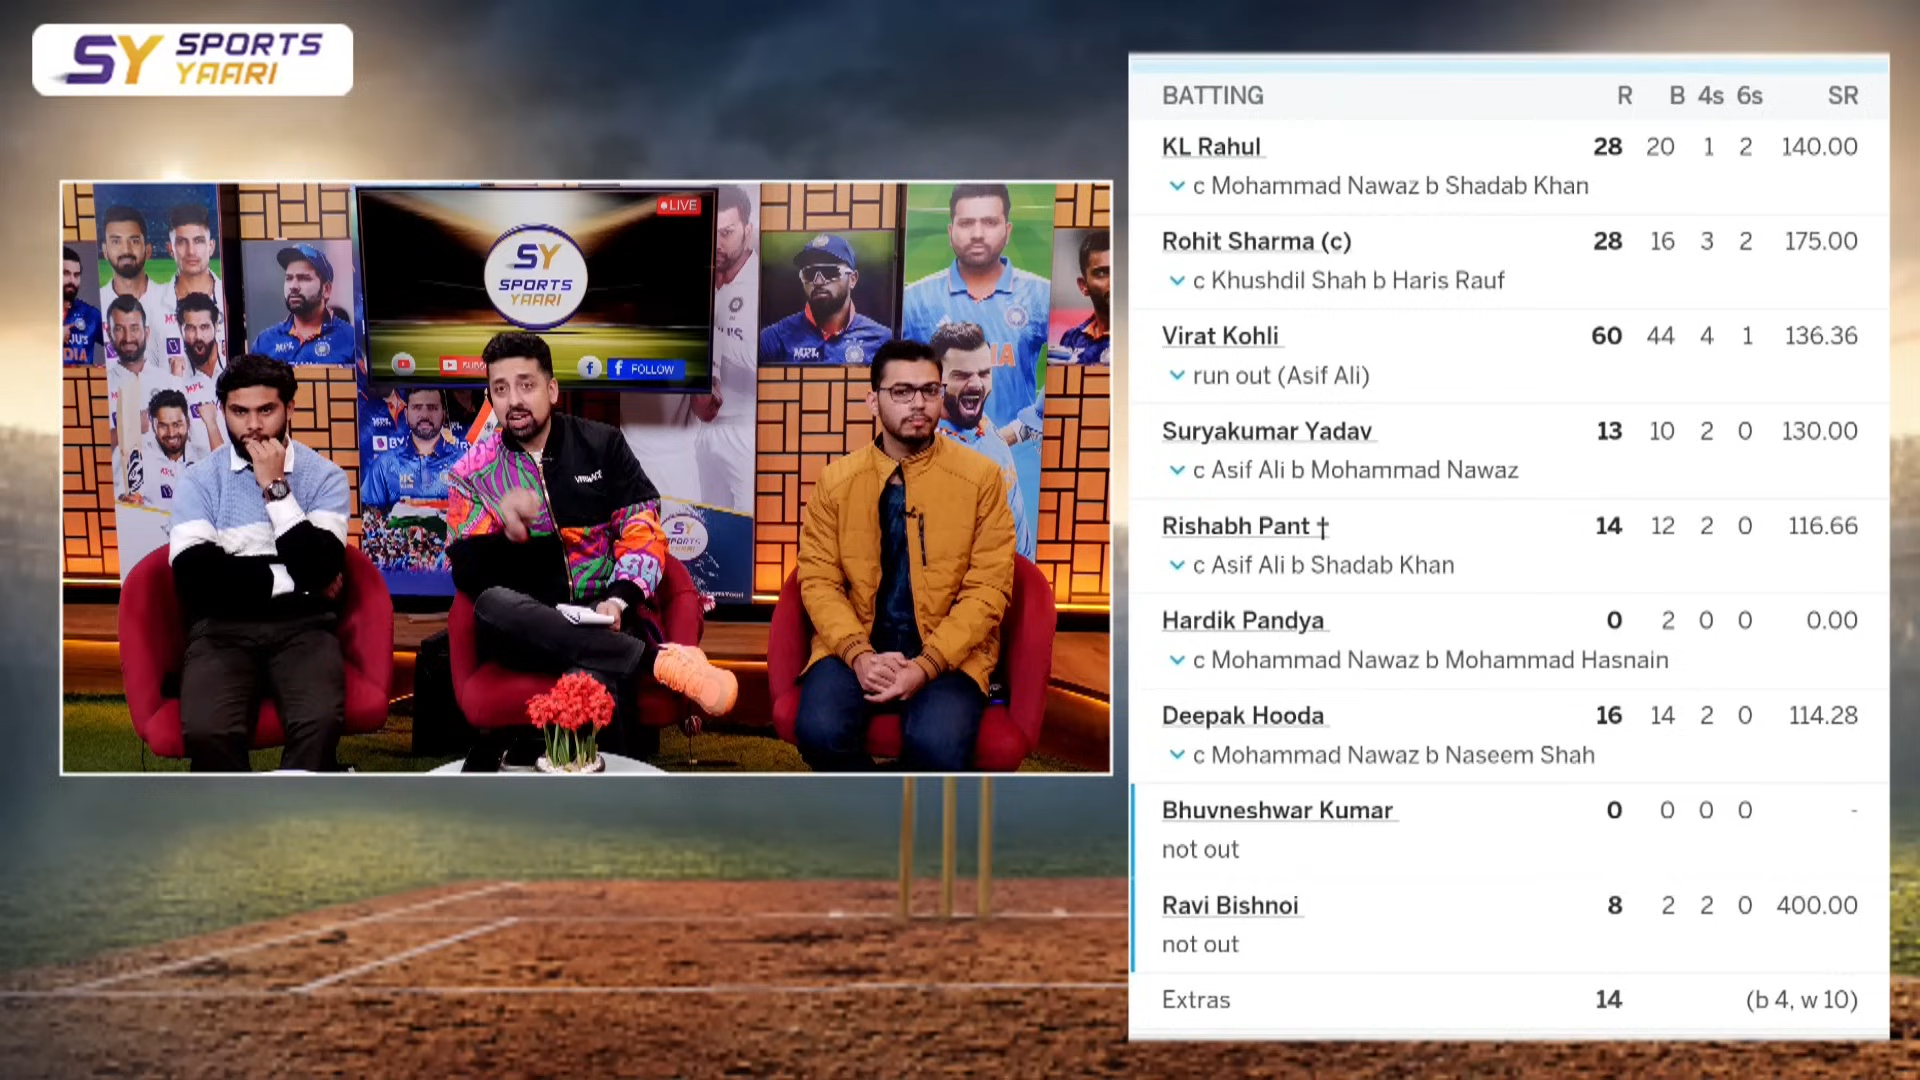 SY SPORTS
YAARI
LIVE
SY
SPORTS
YAARI
FOLLOW
SY
SPORTS
YAARI
BATTING R B 4s 6s SR
KL Rahul 28 20 1 2 140.00
c Mohammad Nawaz b Shadab Khan
Rohit Sharma (c) 28 16 3 2 175.00
c Khushdil Shah b Haris Rauf
Virat Kohli 60 44 4 1 136.36
run out (Asif Ali)
Suryakumar Yadav 13 10 2 0 130.00
c Asif Ali b Mohammad Nawaz
Rishabh Pant † 14 12 2 0 116.66
c Asif Ali b Shadab Khan
Hardik Pandya 0 2 0 0 0.00
c Mohammad Nawaz b Mohammad Hasnain
Deepak Hooda 16 14 2 0 114.28
c Mohammad Nawaz b Naseem Shah
Bhuvneshwar Kumar 0 0 0 0 -
not out
Ravi Bishnoi 8 2 2 0 400.00
not out
Extras 14 (b 4, w 10)